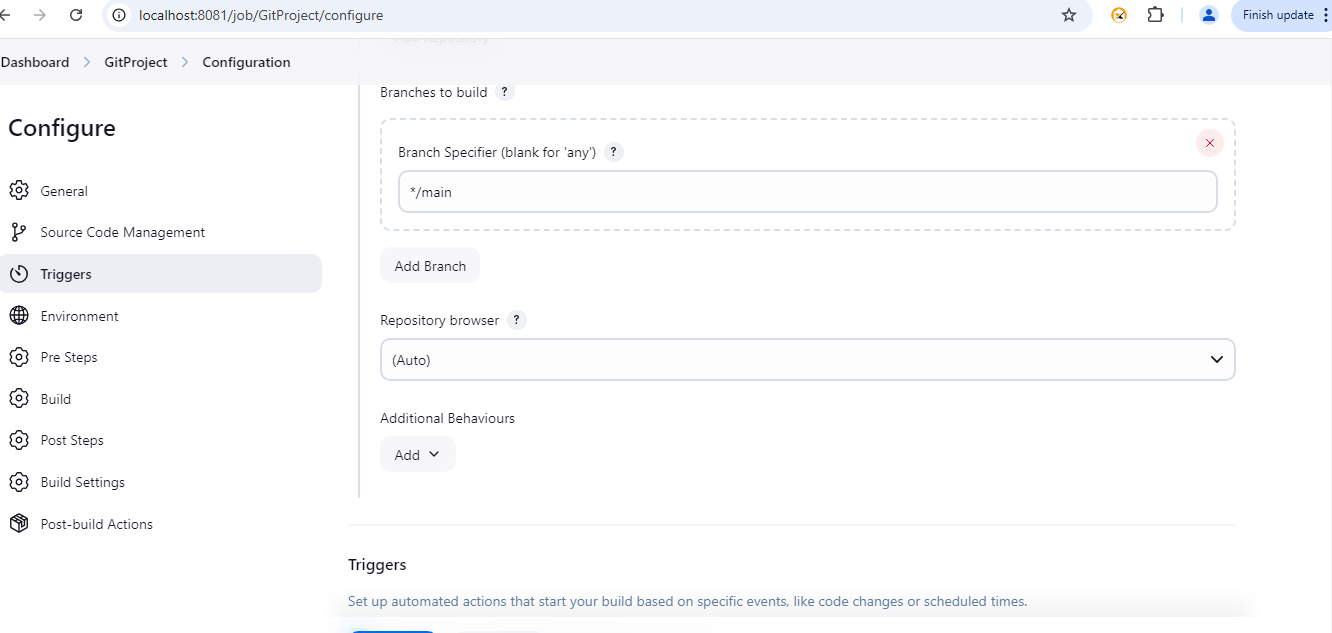 localhost:8081/job/GitProject/configure
Finish update
Add Repository
Dashboard > GitProject > Configuration
Branches to build ?
Configure
Branch Specifier (blank for 'any') ?
*/main
General
Source Code Management
Triggers
Environment
Pre Steps
Build
Post Steps
Build Settings
Post-build Actions
Add Branch
Repository browser ?
(Auto)
Additional Behaviours
Add
Triggers
Set up automated actions that start your build based on specific events, like code changes or scheduled times.